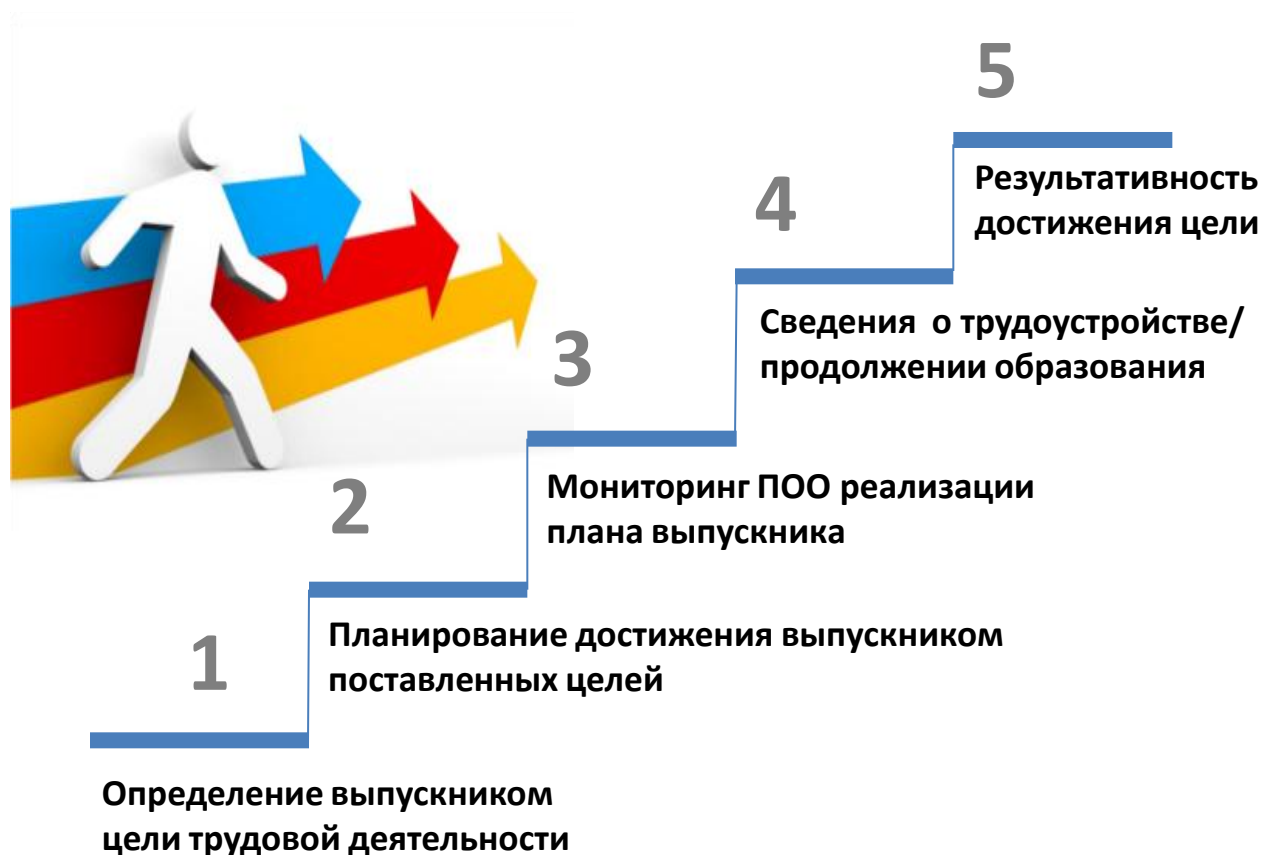 5
Результативность
достижения цели
4
Сведения о трудоустройстве/
продолжении образования
3
Мониторинг ПОО реализации
плана выпускника
2
Планирование достижения выпускником
поставленных целей
1
Определение выпускником
цели трудовой деятельности